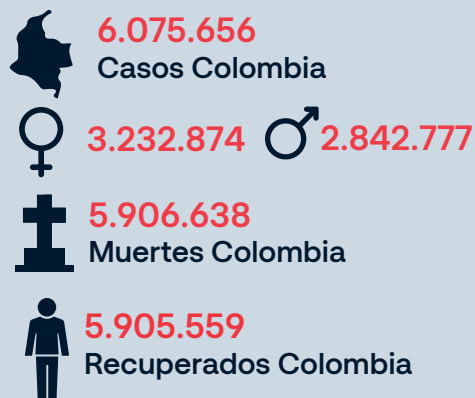 6.075.656
Casos Colombia
3.232.874 2.842.777
5.906.638
Muertes Colombia
5.905.559
Recuperados Colombia